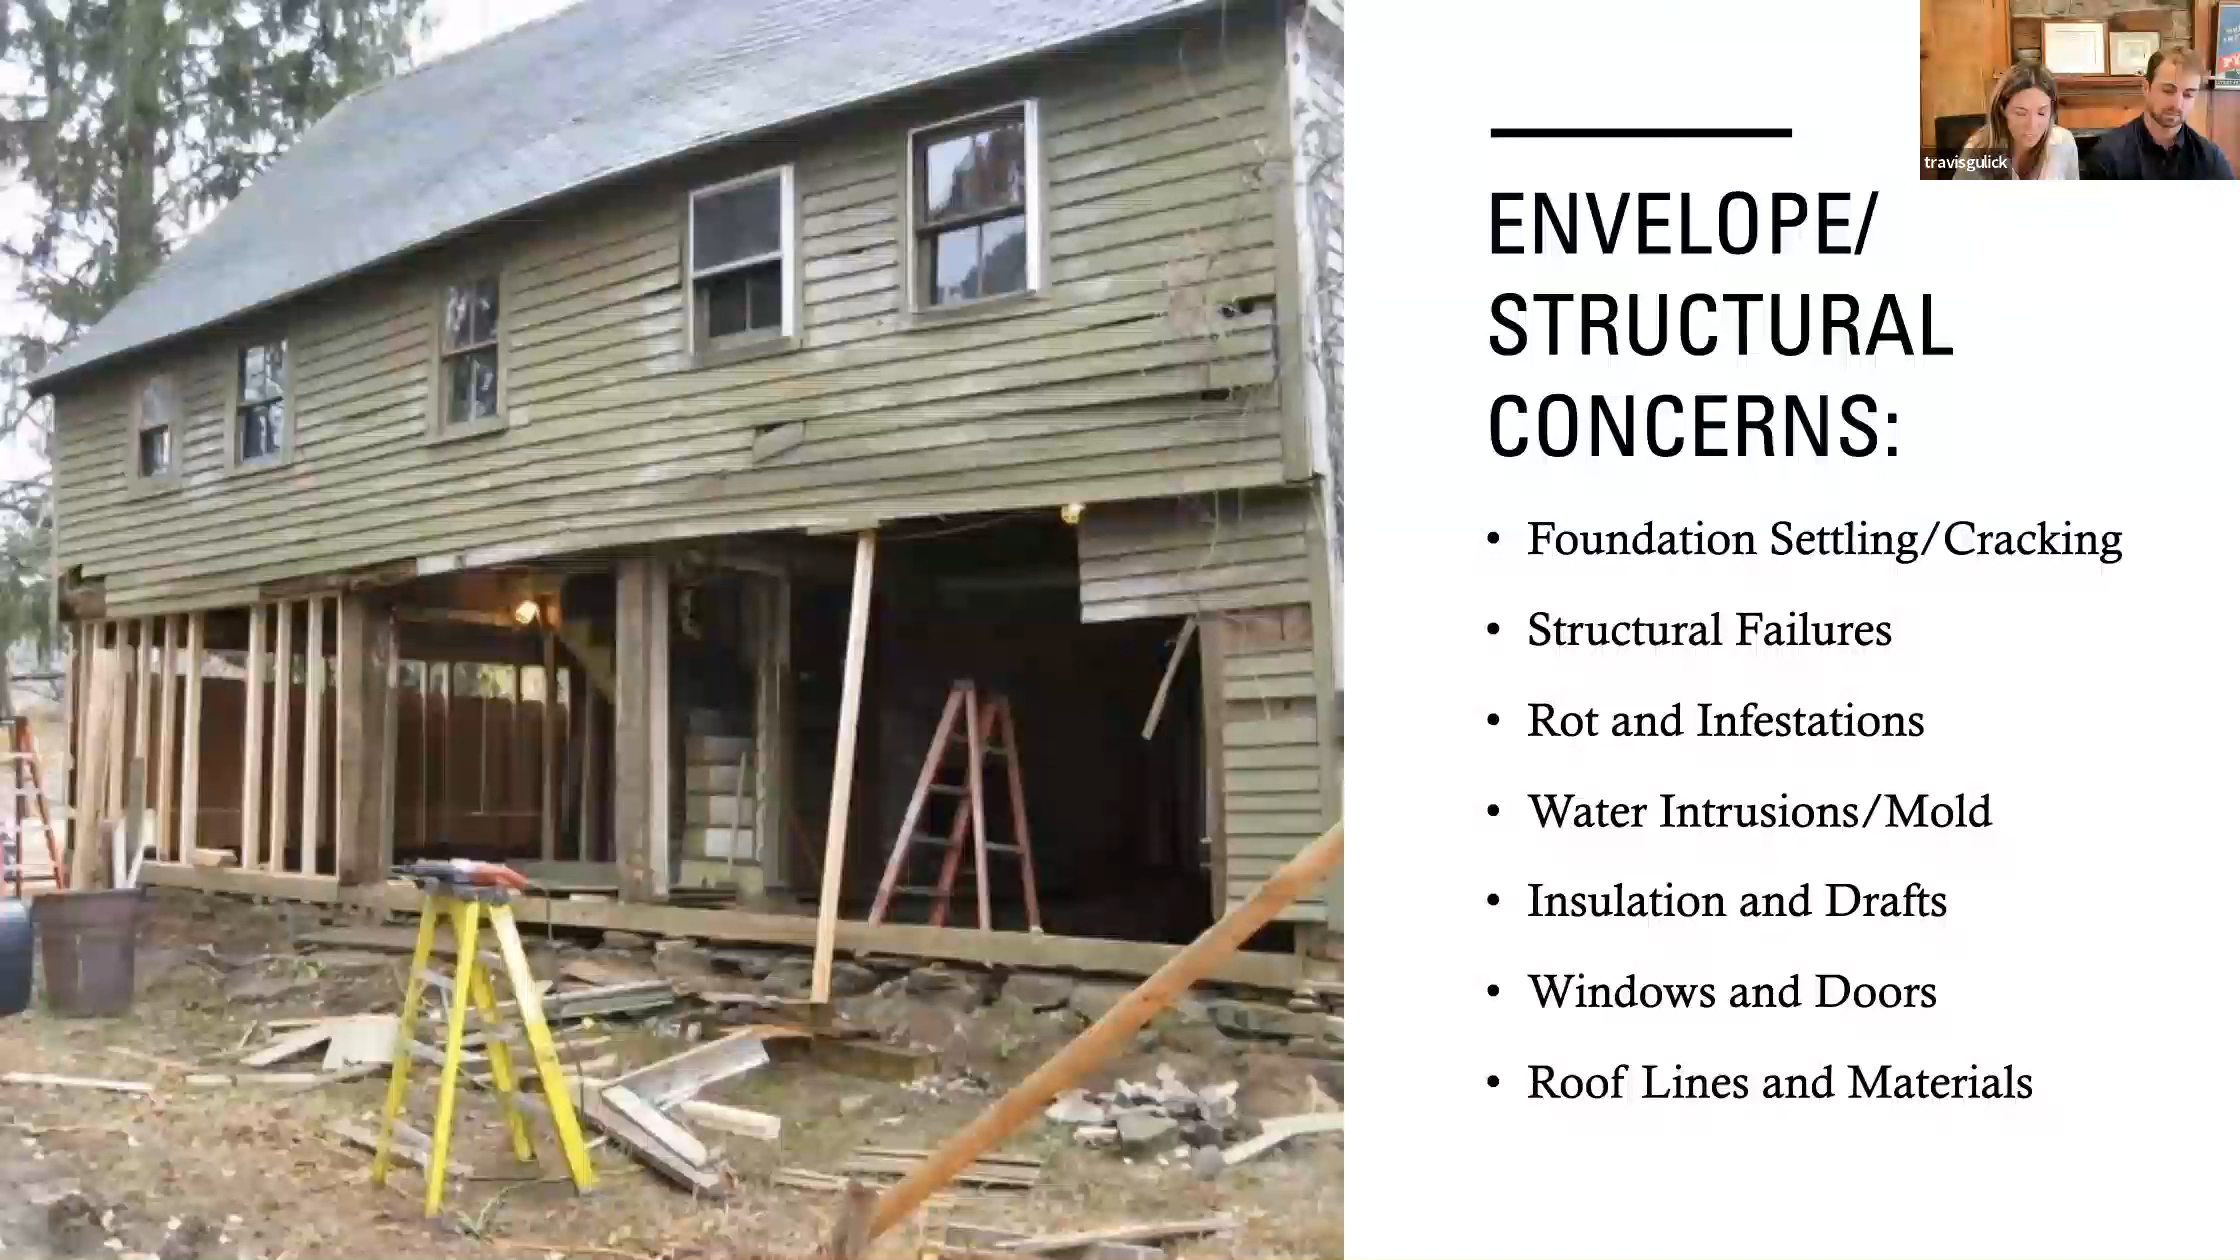 travisgulick
ENVELOPE/
STRUCTURAL
CONCERNS:
• Foundation Settling/Cracking
• Structural Failures
• Rot and Infestations
• Water Intrusions/Mold
• Insulation and Drafts
• Windows and Doors
• Roof Lines and Materials